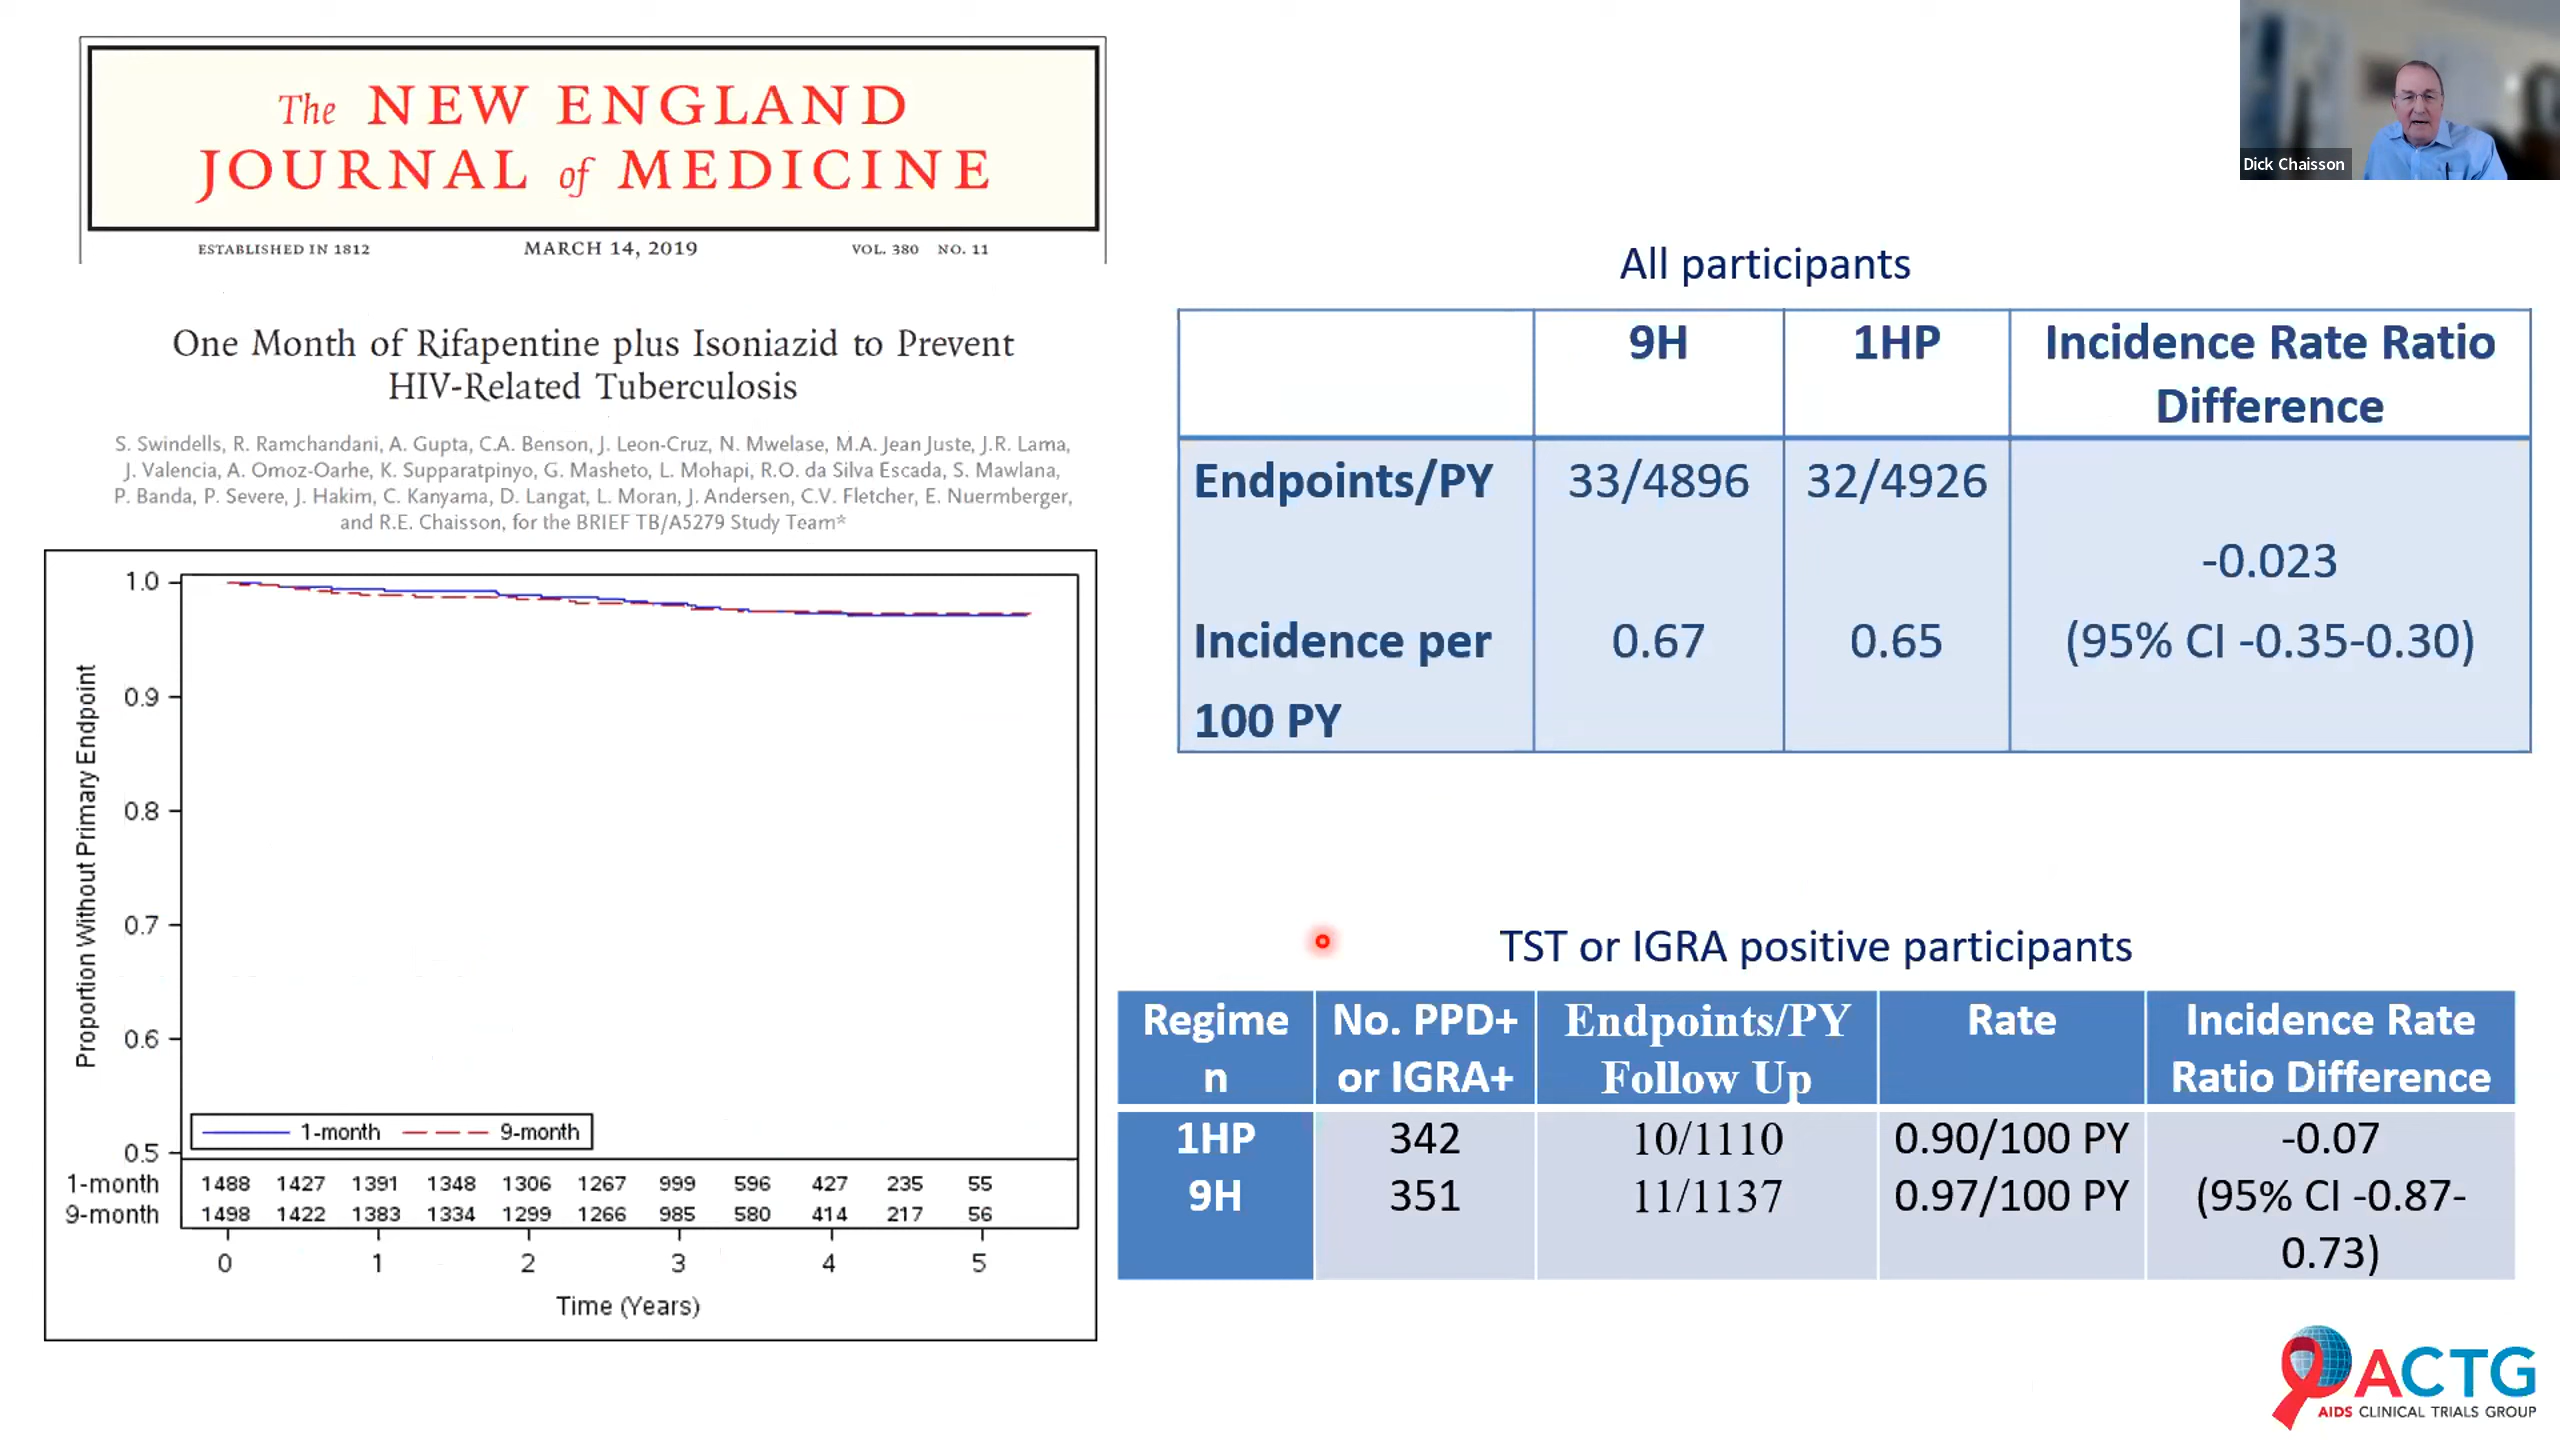 The NEW ENGLAND
JOURNAL of MEDICINE
ESTABLISHED IN 1812 MARCH 14, 2019 VOL. 380 NO. 11
One Month of Rifapentine plus Isoniazid to Prevent
HIV-Related Tuberculosis
S. Swindells, R. Ramchandani, A. Gupta, C.A. Benson, J. Leon-Cruz, N. Mwelase, M.A. Jean Juste, J.R. Lama,
J. Valencia, A. Omoz-Oarhe, K. Supparatpinyo, G. Masheto, L. Mohapi, R.O. da Silva Escada, S. Mawlana,
P. Banda, P. Severe, J. Hakim, C. Kanyama, D. Langat, L. Moran, J. Andersen, C.V. Fletcher, E. Nuermberger,
and R.E. Chaisson, for the BRIEF TB/A5279 Study Team*
Proportion Without Primary Endpoint
1.0
0.9
0.8
0.7
0.6
0.5
1-month 9-month
1-month 1488 1427 1391 1348 1306 1267 999 596 427 235 55
9-month 1498 1422 1383 1334 1299 1266 985 580 414 217 56
0 1 2 3 4 5
Time (Years)
Dick Chaisson
All participants
9H 1HP Incidence Rate Ratio
Difference
Endpoints/PY 33/4896 32/4926
-0.023
Incidence per 0.67 0.65 (95% CI -0.35-0.30)
100 PY
TST or IGRA positive participants
Regime No. PPD+ Endpoints/PY Rate Incidence Rate
n or IGRA+ Follow Up Ratio Difference
1HP 342 10/1110 0.90/100 PY -0.07
9H 351 11/1137 0.97/100 PY (95% CI -0.87-
0.73)
ACTG
AIDS CLINICAL TRIALS GROUP